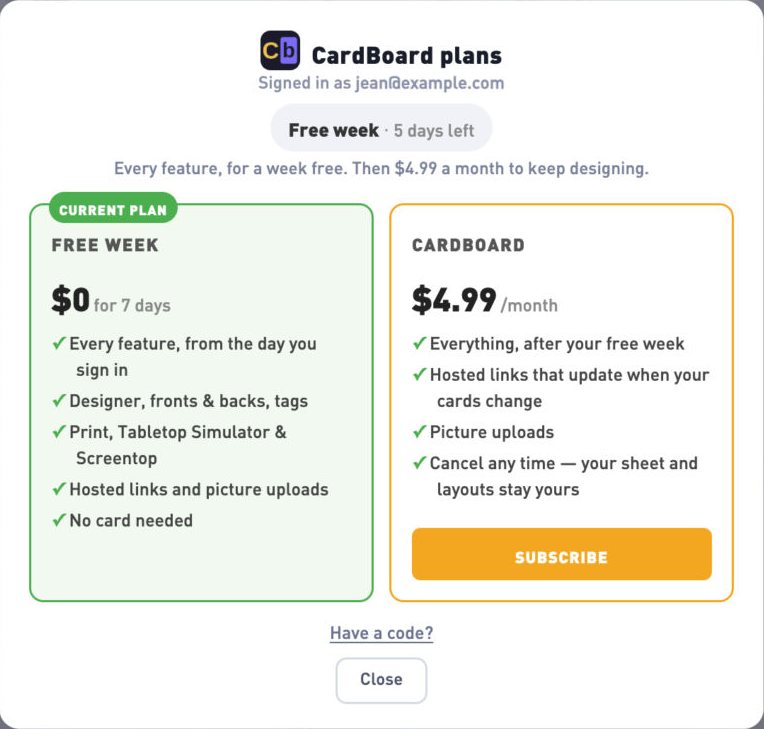 Cb CardBoard plans
Signed in as jean@example.com
Free week · 5 days left
Every feature, for a week free. Then $4.99 a month to keep designing.
CURRENT PLAN
FREE WEEK
$0 for 7 days
✓ Every feature, from the day you
sign in
✓ Designer, fronts & backs, tags
✓ Print, Tabletop Simulator &
Screentop
✓ Hosted links and picture uploads
✓ No card needed
CARDBOARD
$4.99 /month
✓ Everything, after your free week
✓ Hosted links that update when your
cards change
✓ Picture uploads
✓ Cancel any time — your sheet and
layouts stay yours
SUBSCRIBE
Have a code?
Close